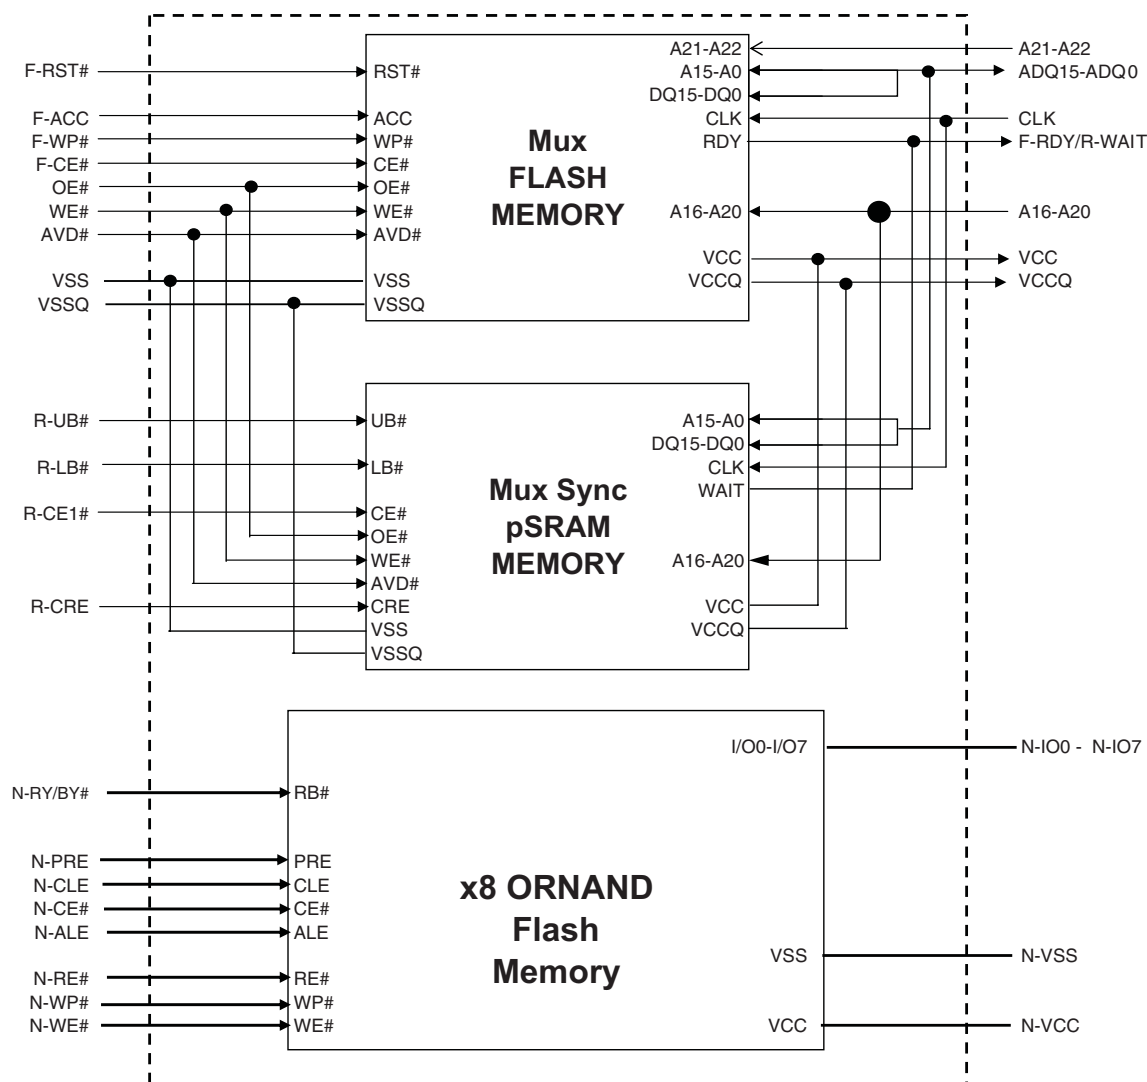 F-RST#
F-ACC
F-WP#
F-CE#
OE#
WE#
AVD#
VSS
VSSQ
RST#
ACC
WP#
CE#
OE#
WE#
AVD#
VSS
VSSQ
Mux
FLASH
MEMORY
A21-A22
A15-A0
DQ15-DQ0
CLK
RDY
A16-A20
VCC
VCCQ
A21-A22
ADQ15-ADQ0
CLK
F-RDY/R-WAIT
A16-A20
VCC
VCCQ
R-UB#
R-LB#
R-CE1#
R-CRE
UB#
LB#
CE#
OE#
WE#
AVD#
CRE
VSS
VSSQ
Mux Sync
pSRAM
MEMORY
A15-A0
DQ15-DQ0
CLK
WAIT
A16-A20
VCC
VCCQ
N-RY/BY#
N-PRE
N-CLE
N-CE#
N-ALE
N-RE#
N-WP#
N-WE#
RB#
PRE
CLE
CE#
ALE
RE#
WP#
WE#
x8 ORNAND
Flash
Memory
I/O0-I/O7
VSS
VCC
N-IO0 - N-IO7
N-VSS
N-VCC